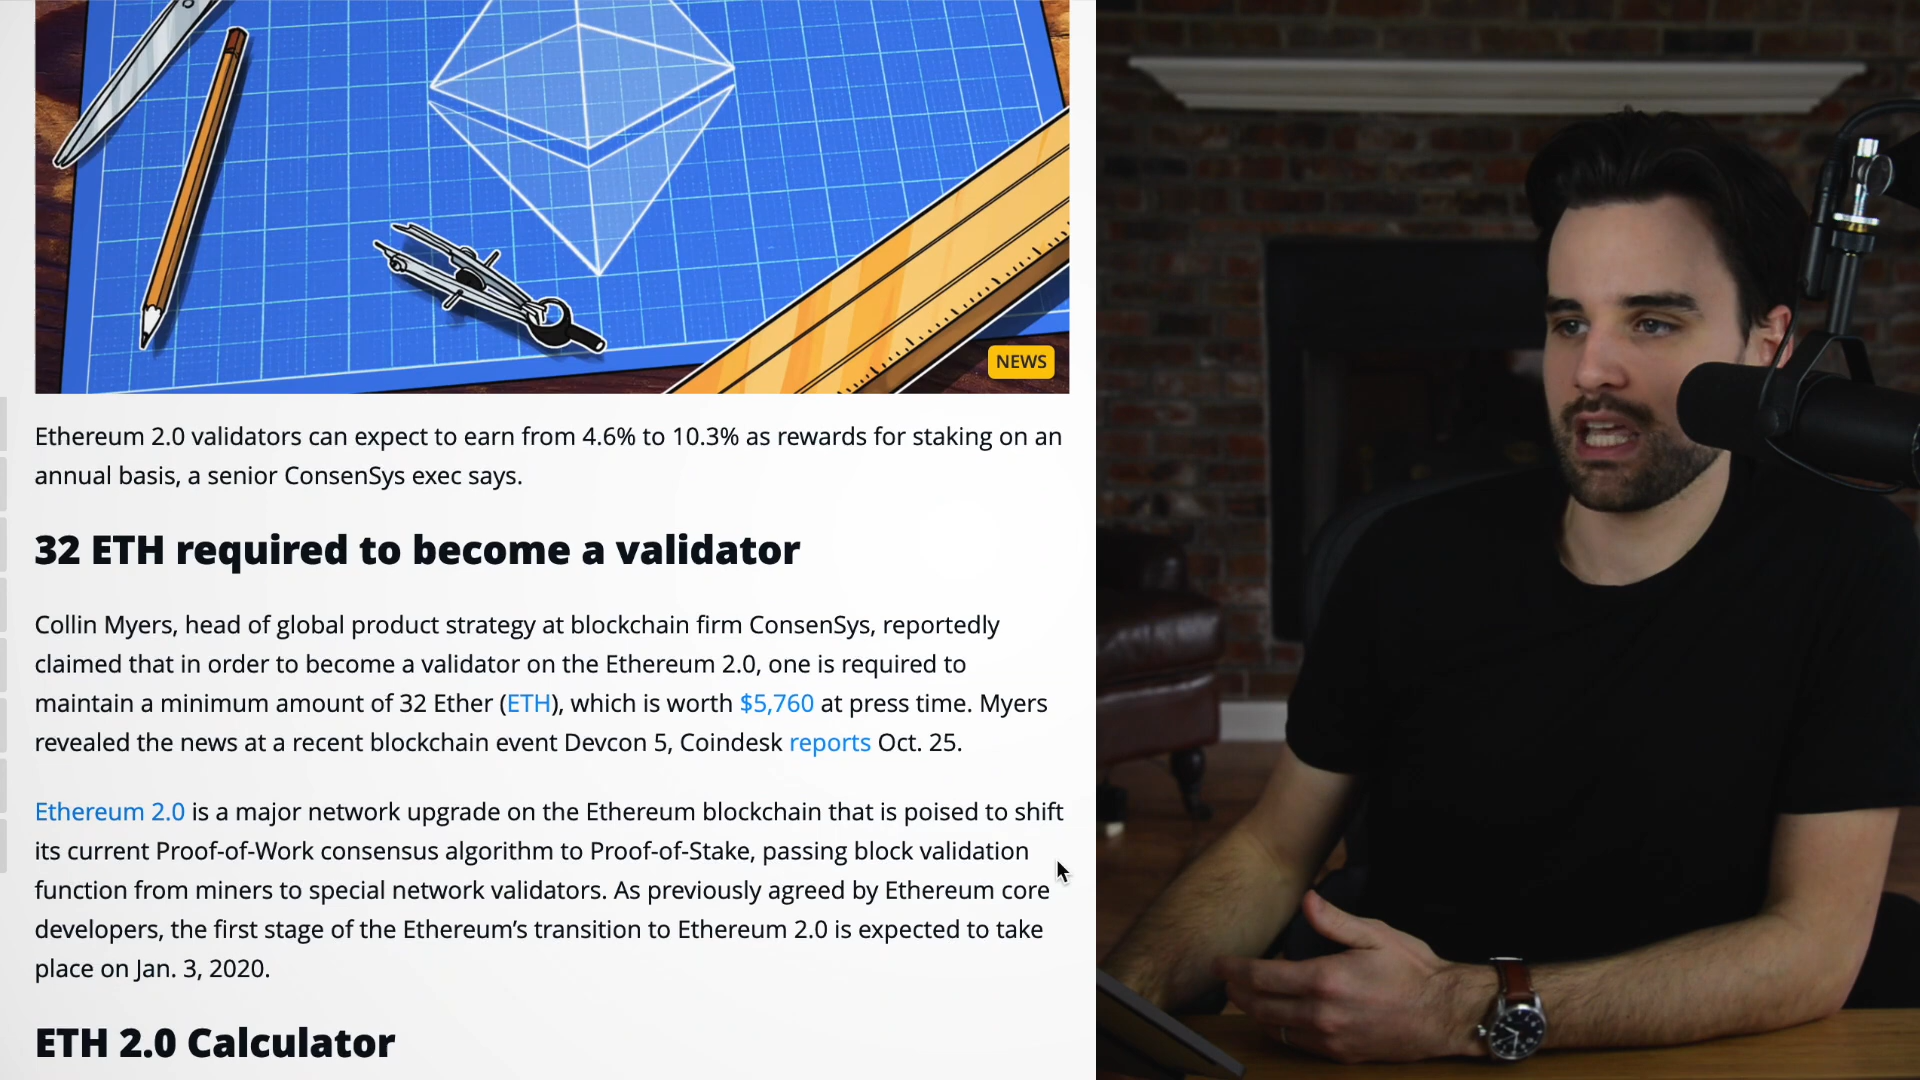 NEWS
Ethereum 2.0 validators can expect to earn from 4.6% to 10.3% as rewards for staking on an
annual basis, a senior ConsenSys exec says.
32 ETH required to become a validator
Collin Myers, head of global product strategy at blockchain firm ConsenSys, reportedly
claimed that in order to become a validator on the Ethereum 2.0, one is required to
maintain a minimum amount of 32 Ether (ETH), which is worth $5,760 at press time. Myers
revealed the news at a recent blockchain event Devcon 5, Coindesk reports Oct. 25.
Ethereum 2.0 is a major network upgrade on the Ethereum blockchain that is poised to shift
its current Proof-of-Work consensus algorithm to Proof-of-Stake, passing block validation
function from miners to special network validators. As previously agreed by Ethereum core
developers, the first stage of the Ethereum’s transition to Ethereum 2.0 is expected to take
place on Jan. 3, 2020.
ETH 2.0 Calculator